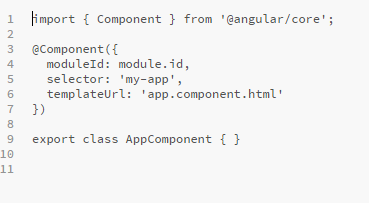 1 import { Component } from '@angular/core';
2
3 @Component({
4   moduleId: module.id,
5   selector: 'my-app',
6   templateUrl: 'app.component.html'
7 })
8
9 export class AppComponent { }
10
11